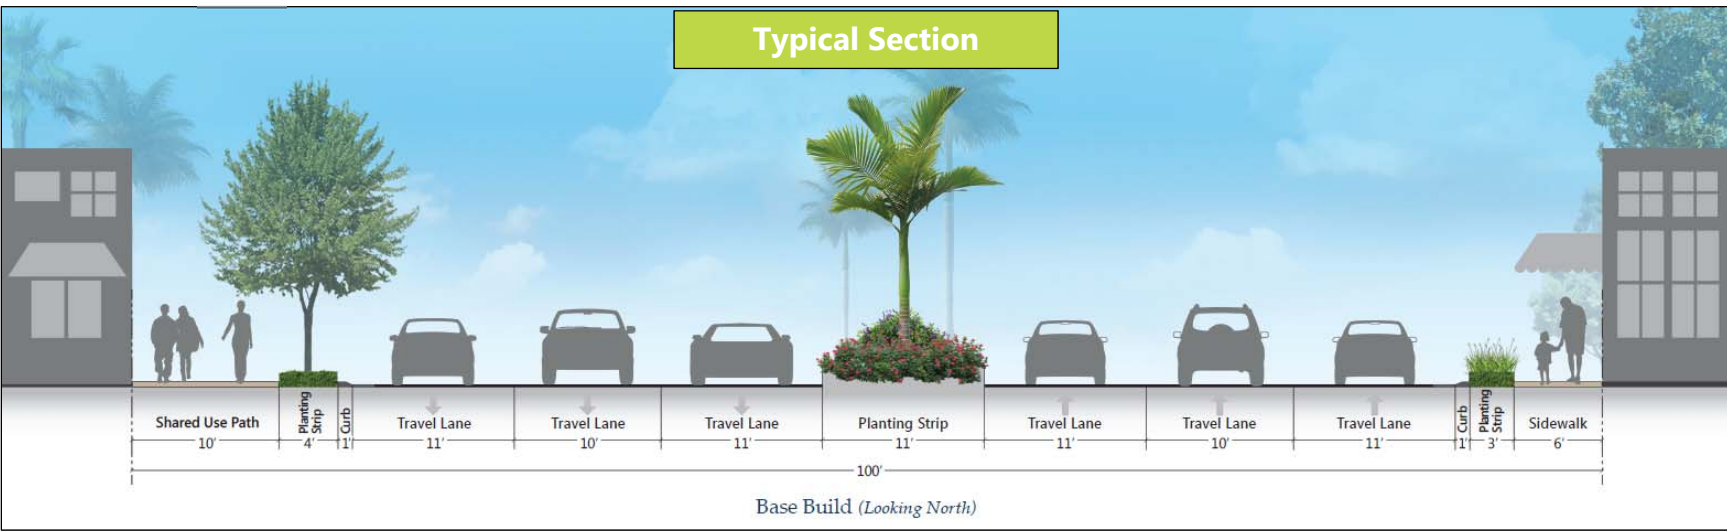 Typical Section
Shared Use Path
Planting
Strip
Curb
Travel Lane
Travel Lane
Travel Lane
Planting Strip
Travel Lane
Travel Lane
Travel Lane
Curb
Planting
Strip
Sidewalk
10'
4'
1'
11'
10'
11'
11'
11'
10'
11'
1'
3'
6'
100'
Base Build (Looking North)